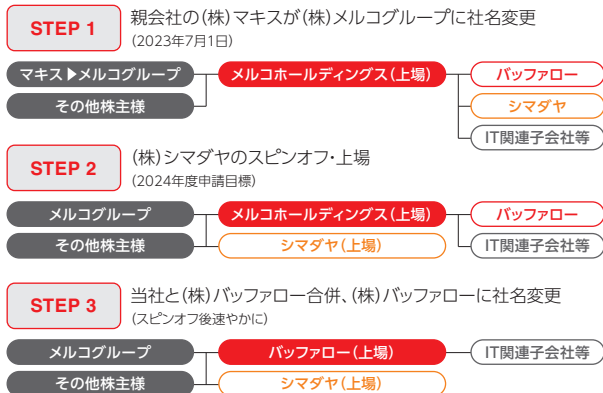 STEP 1
親会社の(株)マキスが(株)メルコグループに社名変更
(2023年7月1日)
マキス▶メルコグループ
メルコホールディングス(上場)
バッファロー
その他株主様
シマダヤ
IT関連子会社等
STEP 2
(株)シマダヤのスピンオフ・上場
(2024年度申請目標)
メルコグループ
メルコホールディングス(上場)
バッファロー
その他株主様
シマダヤ(上場)
IT関連子会社等
STEP 3
当社と(株)バッファロー合併、(株)バッファローに社名変更
(スピンオフ後速やかに)
メルコグループ
バッファロー(上場)
IT関連子会社等
その他株主様
シマダヤ(上場)